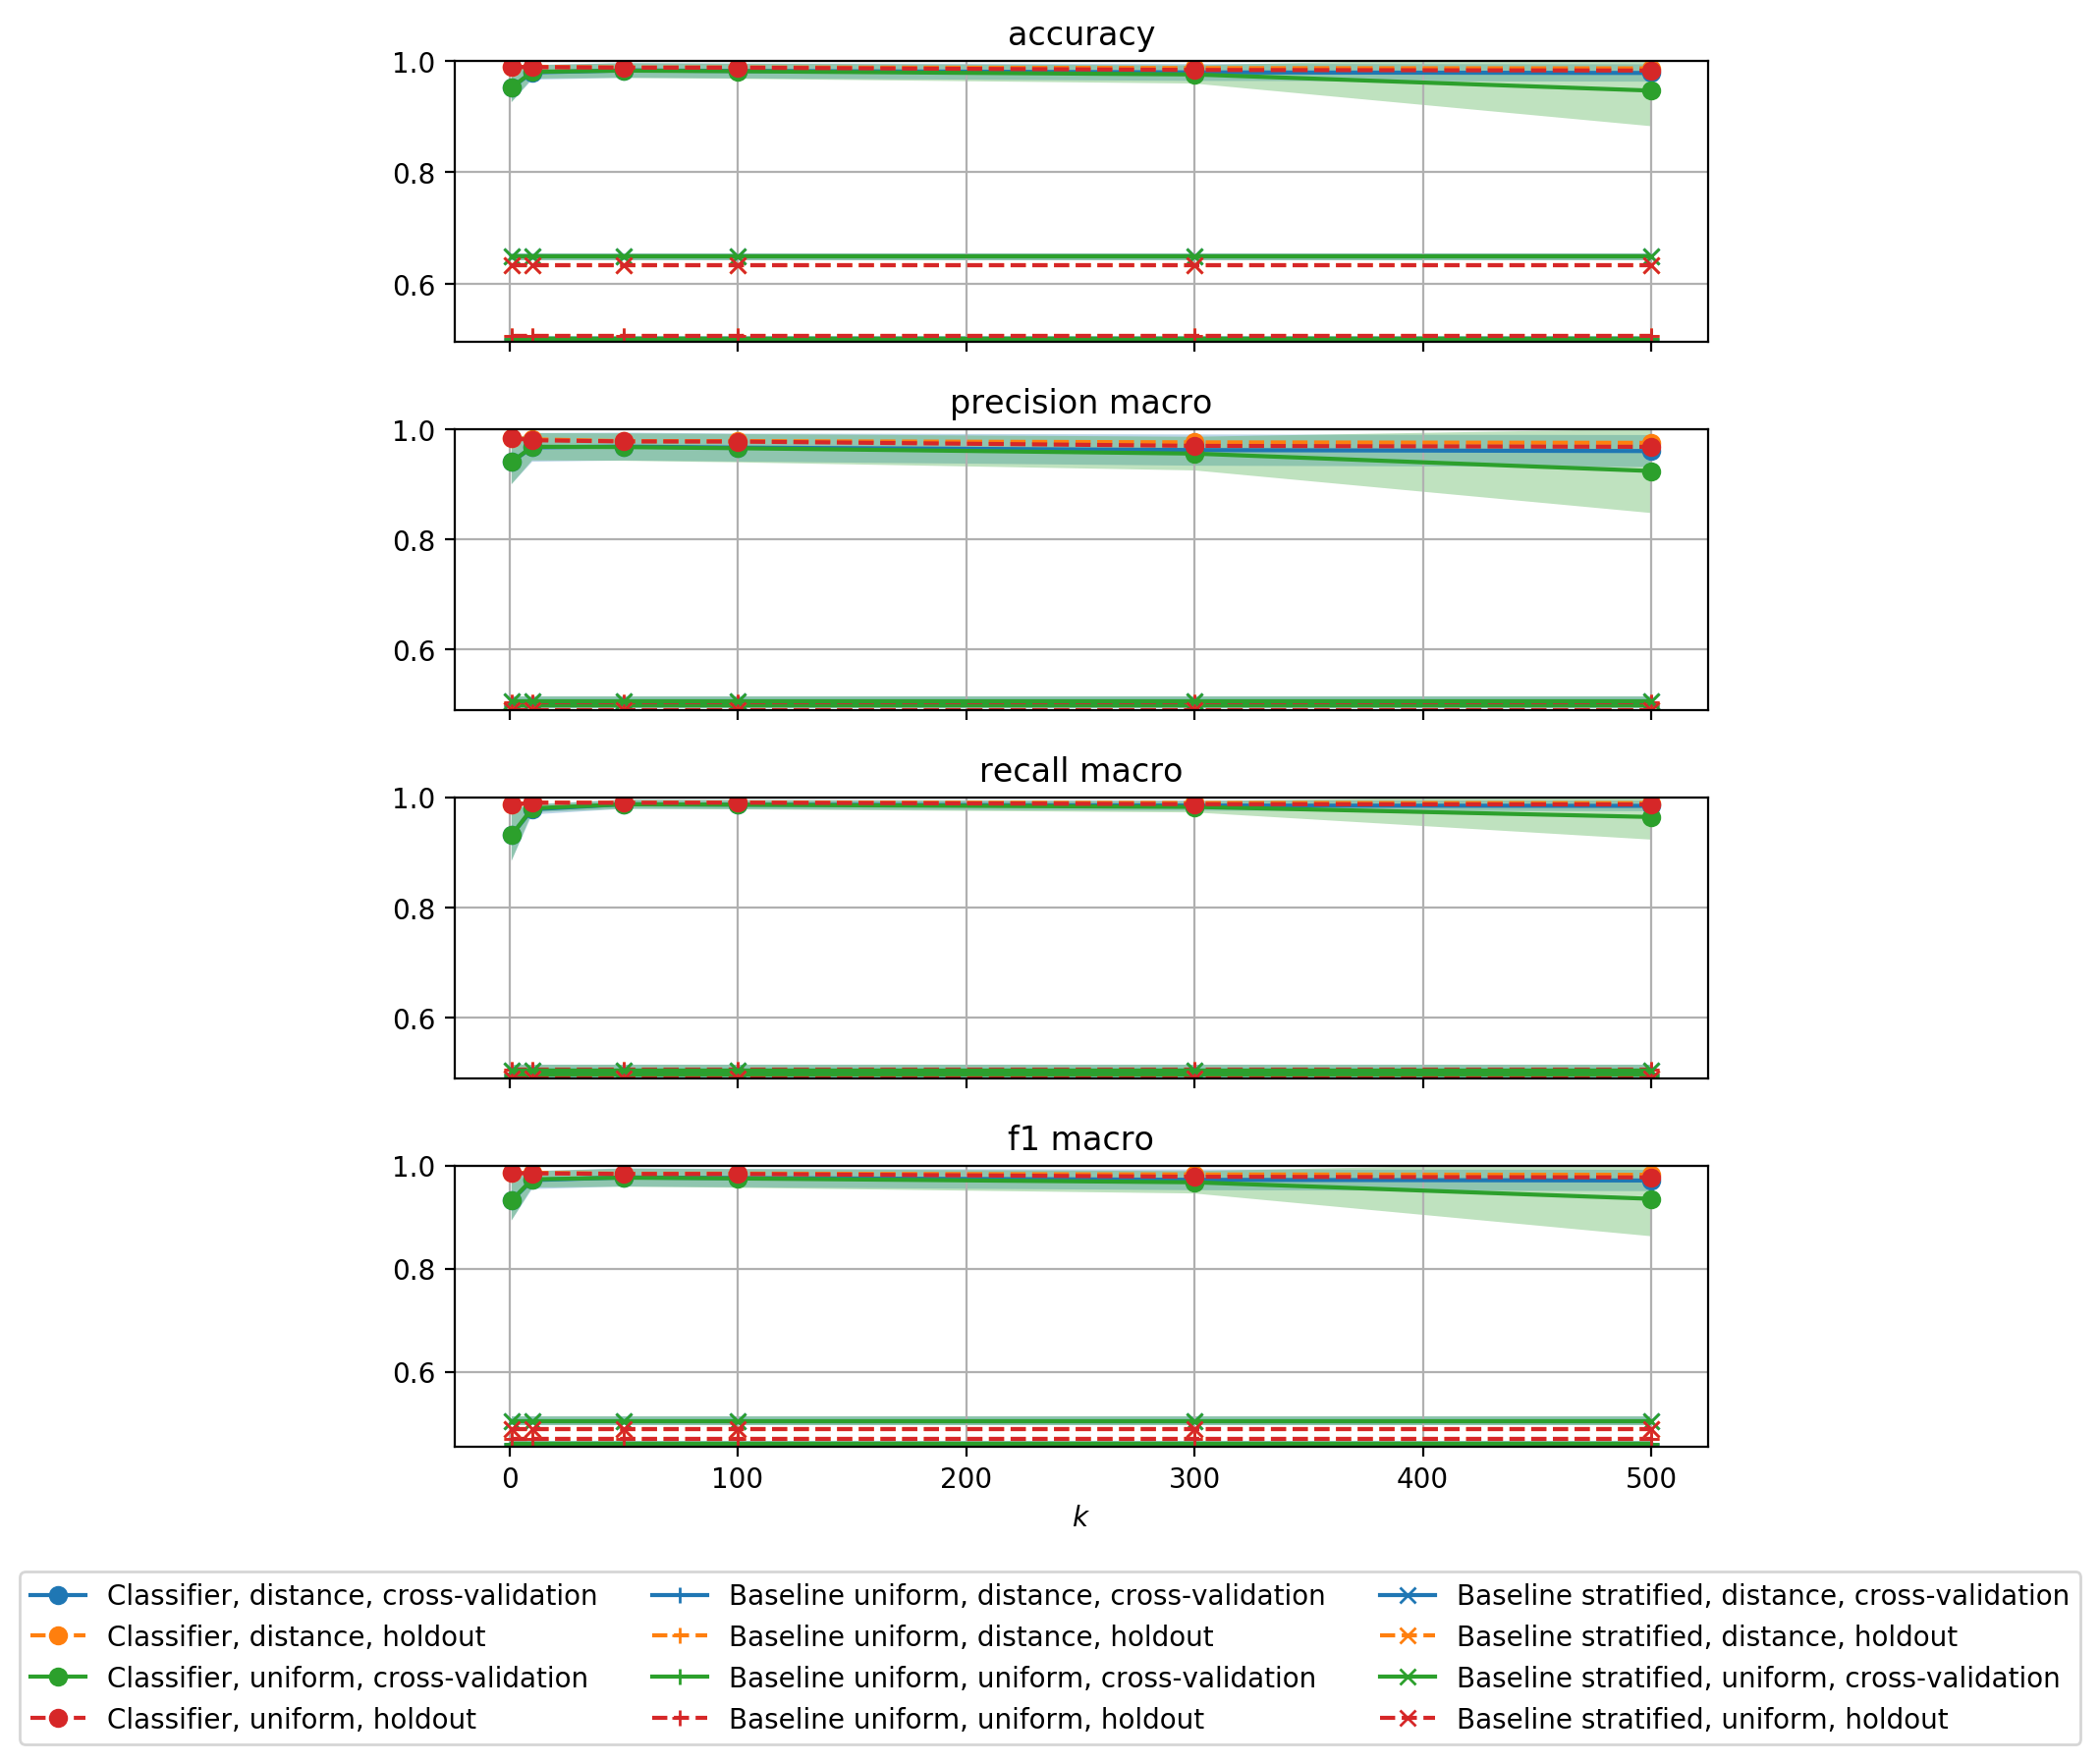 accuracy
1.0
0.8
0.6
precision macro
1.0
0.8
0.6
recall macro
1.0
0.8
0.6
f1 macro
1.0
0.8
0.6
0 100 200 300 400 500
k
Classifier, distance, cross-validation Baseline uniform, distance, cross-validation Baseline stratified, distance, cross-validation
Classifier, distance, holdout Baseline uniform, distance, holdout Baseline stratified, distance, holdout
Classifier, uniform, cross-validation Baseline uniform, uniform, cross-validation Baseline stratified, uniform, cross-validation
Classifier, uniform, holdout Baseline uniform, uniform, holdout Baseline stratified, uniform, holdout